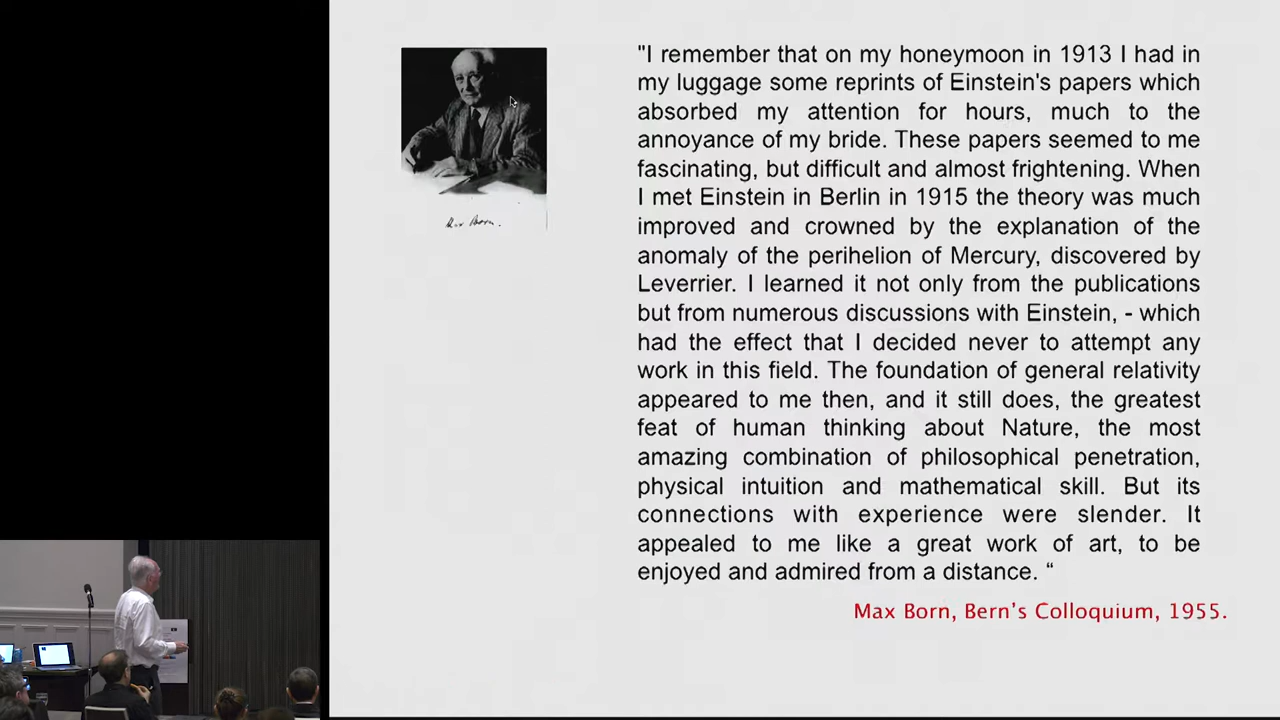 "I remember that on my honeymoon in 1913 I had in
my luggage some reprints of Einstein's papers which
absorbed my attention for hours, much to the
annoyance of my bride. These papers seemed to me
fascinating, but difficult and almost frightening. When
I met Einstein in Berlin in 1915 the theory was much
improved and crowned by the explanation of the
anomaly of the perihelion of Mercury, discovered by
Leverrier. I learned it not only from the publications
but from numerous discussions with Einstein, - which
had the effect that I decided never to attempt any
work in this field. The foundation of general relativity
appeared to me then, and it still does, the greatest
feat of human thinking about Nature, the most
amazing combination of philosophical penetration,
physical intuition and mathematical skill. But its
connections with experience were slender. It
appealed to me like a great work of art, to be
enjoyed and admired from a distance. “
Max Born, Bern’s Colloquium, 1955.
Max Born.